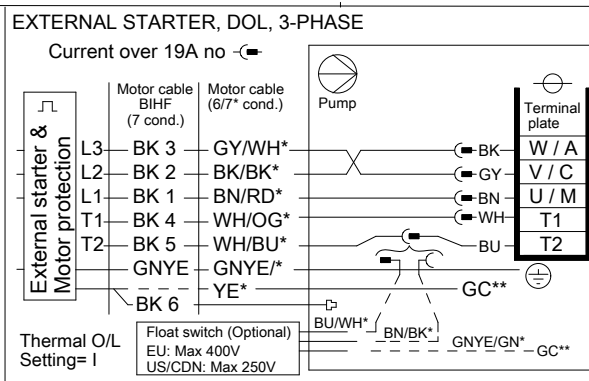 EXTERNAL STARTER, DOL, 3-PHASE
Current over 19A no
External starter &
Motor protection
Motor cable
BIHF
(7 cond.)
Motor cable
(6/7* cond.)
Pump
Terminal
plate
L3 BK 3 GY/WH* BK W / A
L2 BK 2 BK/BK* GY V / C
L1 BK 1 BN/RD* BN U / M
T1 BK 4 WH/OG* WH T1
T2 BK 5 WH/BU* BU T2
GNYE GNYE/*
YE* GC**
BK 6
Thermal O/L
Setting= I
Float switch (Optional)
EU: Max 400V
US/CDN: Max 250V
BU/WH*
BN/BK*
GNYE/GN*
GC**